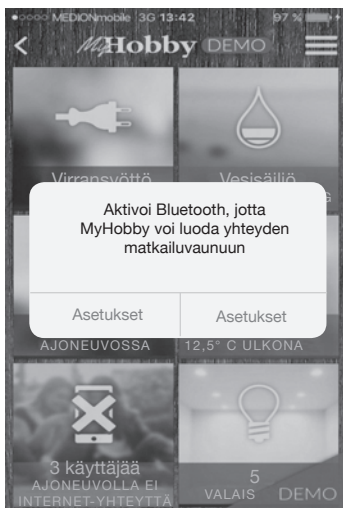 MEDIONmobile 3G 13:42 97 %
MyHobby DEMO
Virransyöttö
Vesisäiliö
G
Aktivoi Bluetooth, jotta
MyHobby voi luoda yhteyden
matkailuvaunuun
Asetukset
Asetukset
AJONEUVOSSA
12,5° C ULKONA
3 käyttäjää
AJONEUVOLLA EI
INTERNET-YHTEYTTÄ
5
VALAIS
DEMO